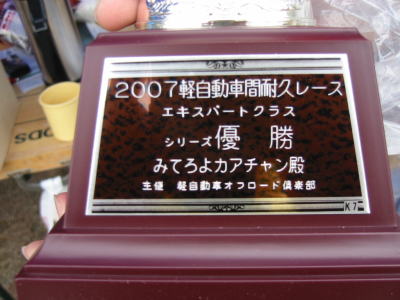 2007軽自動車間耐久レース
エキスパートクラス
シリーズ優勝
みてろよカアチャン殿
主催 軽自動車オフロード倶楽部
K7